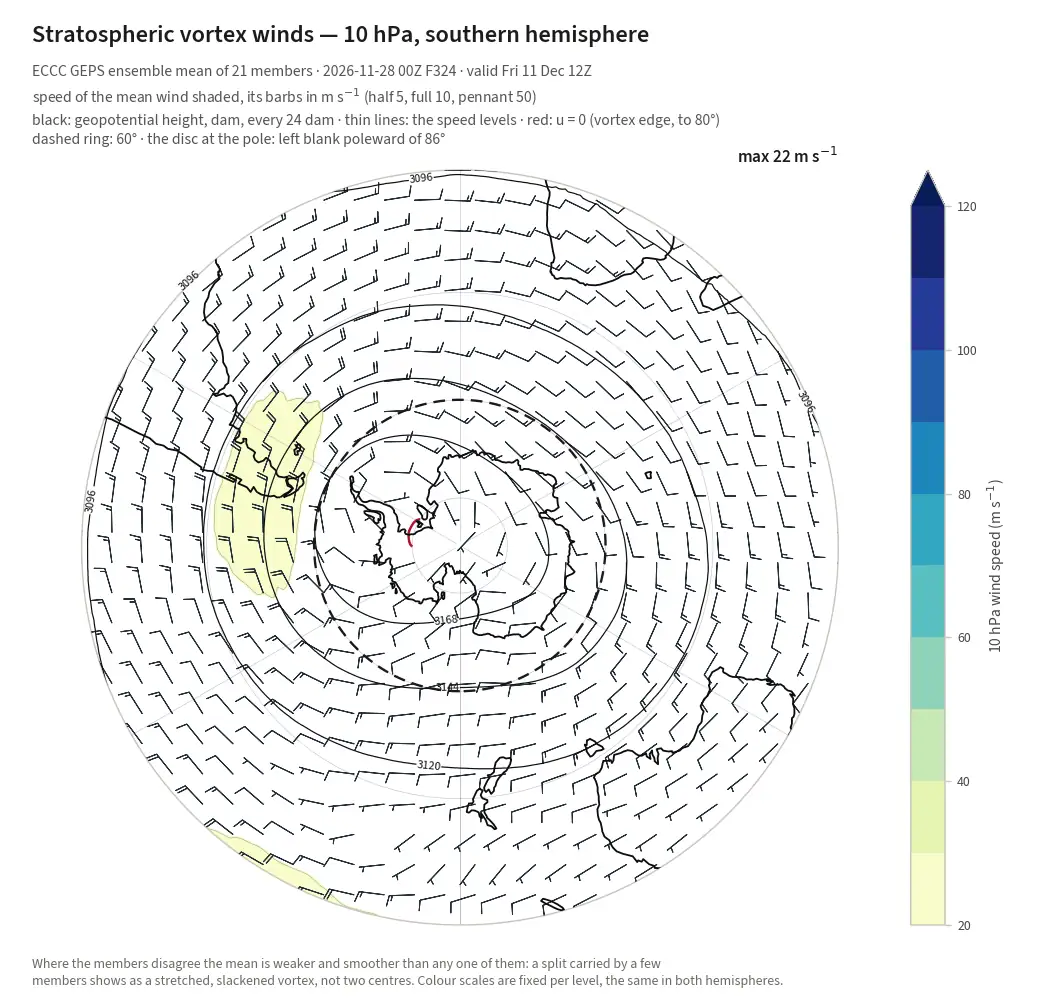 Stratospheric vortex winds — 10 hPa, southern hemisphere
ECCC GEPS ensemble mean of 21 members · 2026-11-28 00Z F324 · valid Fri 11 Dec 12Z
speed of the mean wind shaded, its barbs in m s−1 (half 5, full 10, pennant 50)
black: geopotential height, dam, every 24 dam · thin lines: the speed levels · red: u = 0 (vortex edge, to 80°)
dashed ring: 60° · the disc at the pole: left blank poleward of 86°
max 22 m s−1
3096
3096
3096
3096
3168
3144
3120
120
100
80
60
40
20
10 hPa wind speed (m s−1)
Where the members disagree the mean is weaker and smoother than any one of them: a split carried by a few
members shows as a stretched, slackened vortex, not two centres. Colour scales are fixed per level, the same in both hemispheres.